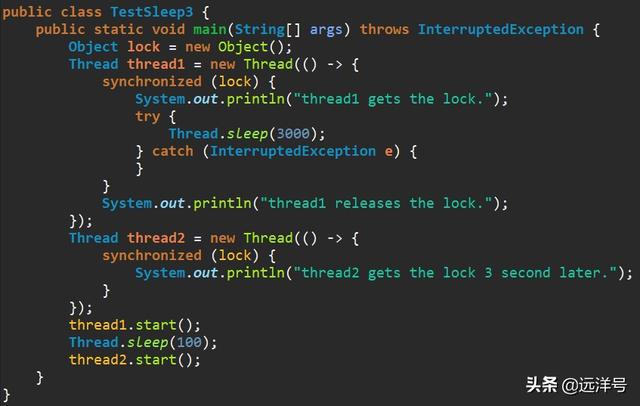 public class TestSleep3 {
    public static void main(String[] args) throws InterruptedException {
        Object lock = new Object();
        Thread thread1 = new Thread(() -> {
            synchronized (lock) {
                System.out.println("thread1 gets the lock.");
                try {
                    Thread.sleep(3000);
                } catch (InterruptedException e) {
                }
            }
            System.out.println("thread1 releases the lock.");
        });
        Thread thread2 = new Thread(() -> {
            synchronized (lock) {
                System.out.println("thread2 gets the lock 3 second later.");
            }
        });
        thread1.start();
        Thread.sleep(100);
        thread2.start();
    }
}
头条 @远洋号